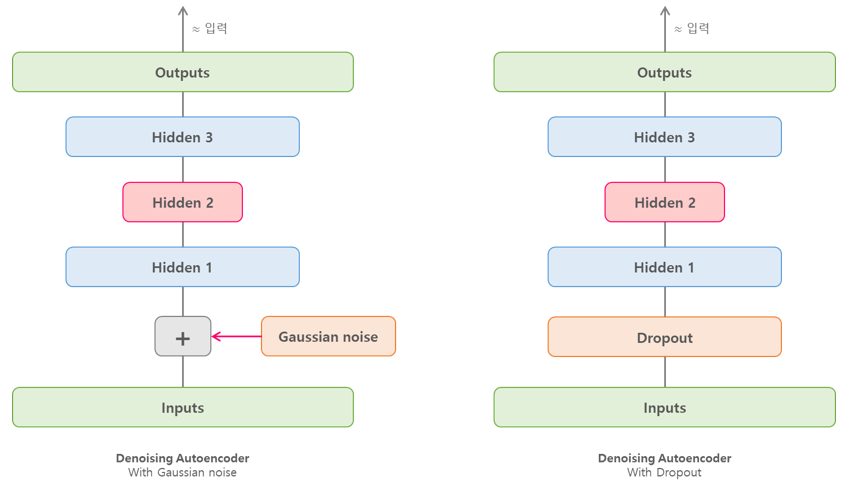 ≈ 입력
Outputs
Hidden 3
Hidden 2
Hidden 1
+
Gaussian noise
Inputs
Denoising Autoencoder
With Gaussian noise
≈ 입력
Outputs
Hidden 3
Hidden 2
Hidden 1
Dropout
Inputs
Denoising Autoencoder
With Dropout